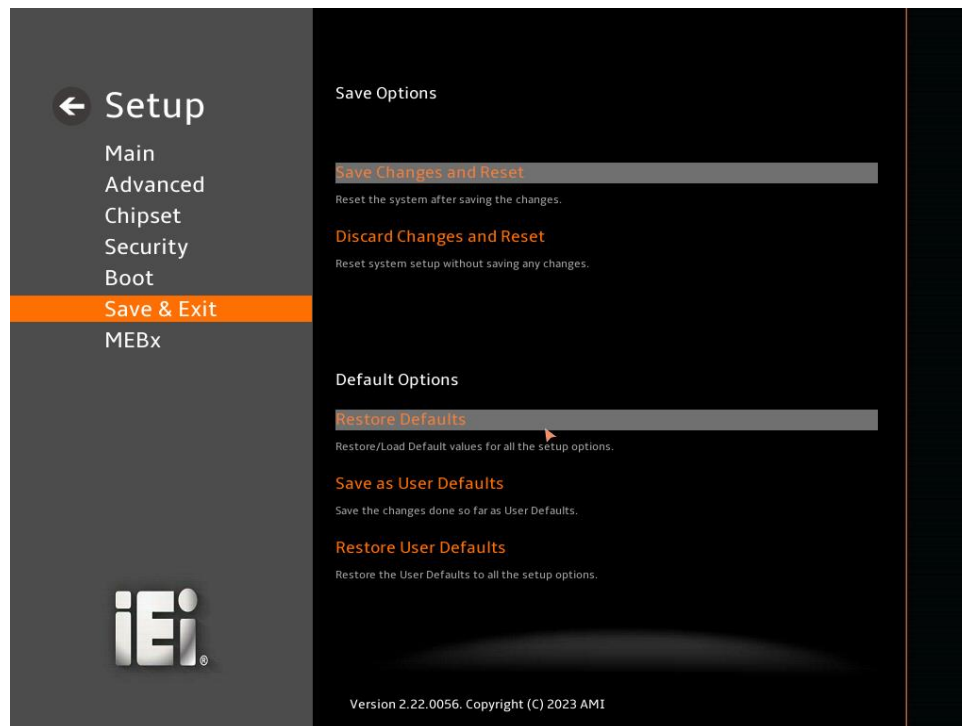 Setup
Main
Advanced
Chipset
Security
Boot
Save & Exit
MEBx
iEi®
Save Options
Save Changes and Reset
Reset the system after saving the changes.
Discard Changes and Reset
Reset system setup without saving any changes.
Default Options
Restore Defaults
Restore/Load Default values for all the setup options.
Save as User Defaults
Save the changes done so far as User Defaults.
Restore User Defaults
Restore the User Defaults to all the setup options.
Version 2.22.0056. Copyright (C) 2023 AMI